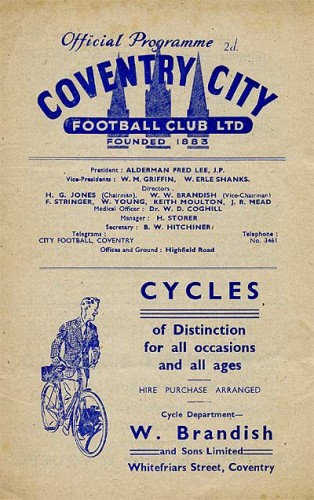 Official Programme 2d.
COVENTRY CITY
FOOTBALL CLUB LTD
FOUNDED 1883
President : ALDERMAN FRED LEE, J.P.
Vice-Presidents : W. M. GRIFFIN, W. ERLE SHANKS.
Directors :
H. G. JONES (Chairman), W. W. BRANDISH (Vice-Chairman)
F. STRINGER, W. YOUNG, KEITH MOULTON, J. R. MEAD
Medical Officer : Dr. W. D. COGHILL
Manager : H. STORER
Secretary : B. W. HITCHINER
Telegrams : Telephone :
CITY FOOTBALL, COVENTRY No. 3461
Offices and Ground : Highfield Road
CYCLES
of Distinction
for all occasions
and all ages
HIRE PURCHASE ARRANGED
Cycle Department—
W. Brandish
and Sons Limited
Whitefriars Street, Coventry